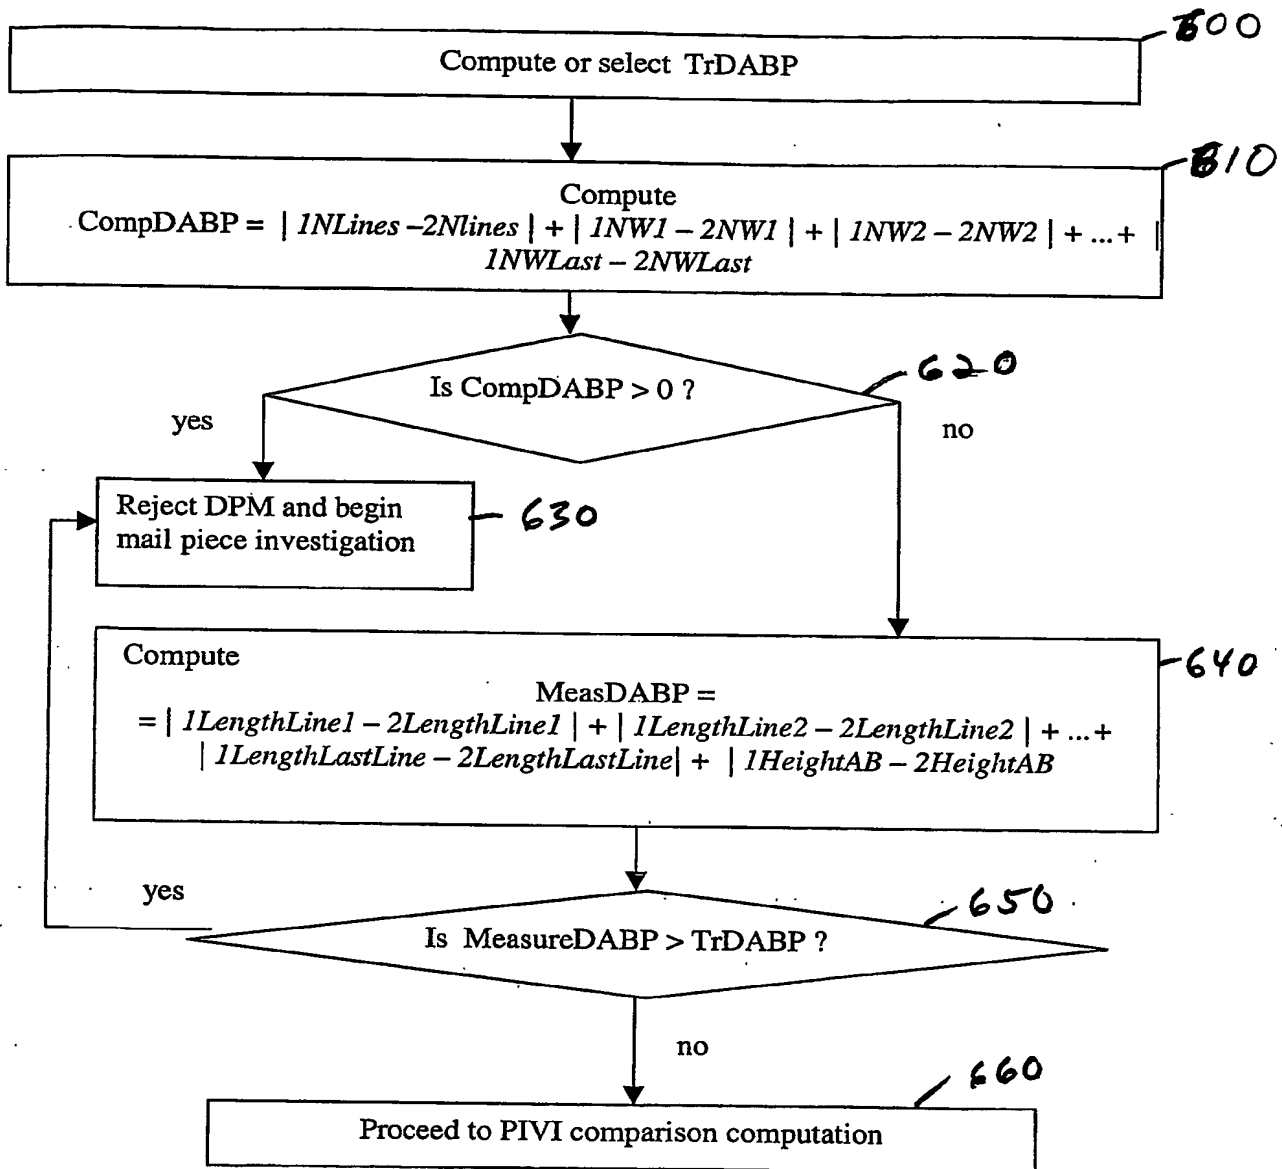 600
Compute or select TrDABP
610
Compute
CompDABP = | 1NLines –2Nlines | + | 1NW1 – 2NW1 | + | 1NW2 – 2NW2 | + ... + |
1NWLast – 2NWLast
620
Is CompDABP > 0 ?
yes
no
Reject DPM and begin
mail piece investigation
630
Compute
640
MeasDABP =
= | 1LengthLine1 – 2LengthLine1 | + | 1LengthLine2 – 2LengthLine2 | + ... +
| 1LengthLastLine – 2LengthLastLine| + | 1HeightAB – 2HeightAB
yes
650
Is MeasureDABP > TrDABP ?
no
660
Proceed to PIVI comparison computation